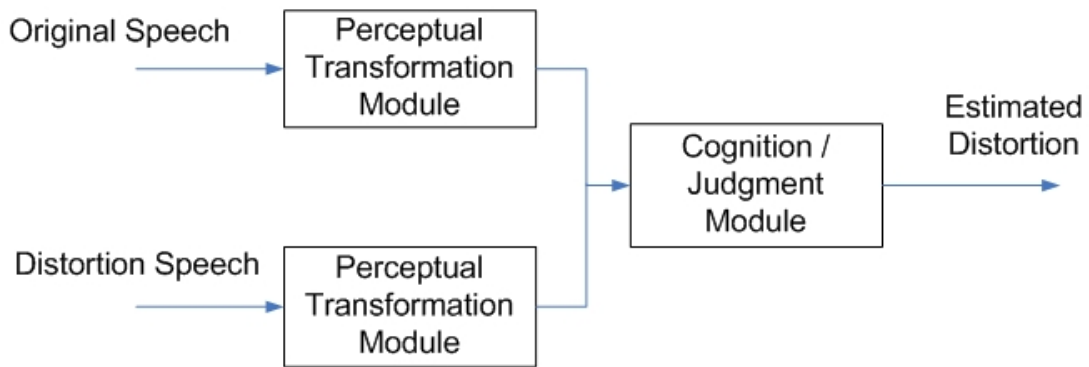 Original Speech
Perceptual
Transformation
Module
Estimated
Distortion
Cognition /
Judgment
Module
Distortion Speech
Perceptual
Transformation
Module